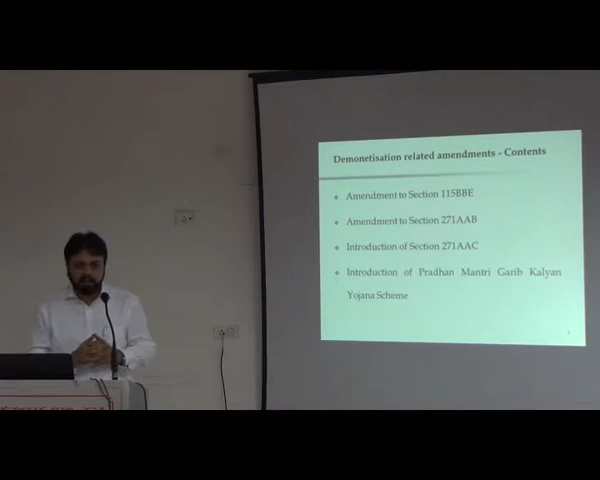 Demonetisation related amendments - Contents
Amendment to Section 115BBE
Amendment to Section 271AAB
Introduction of Section 271AAC
Introduction of Pradhan Mantri Garib Kalyan
Yojana Scheme